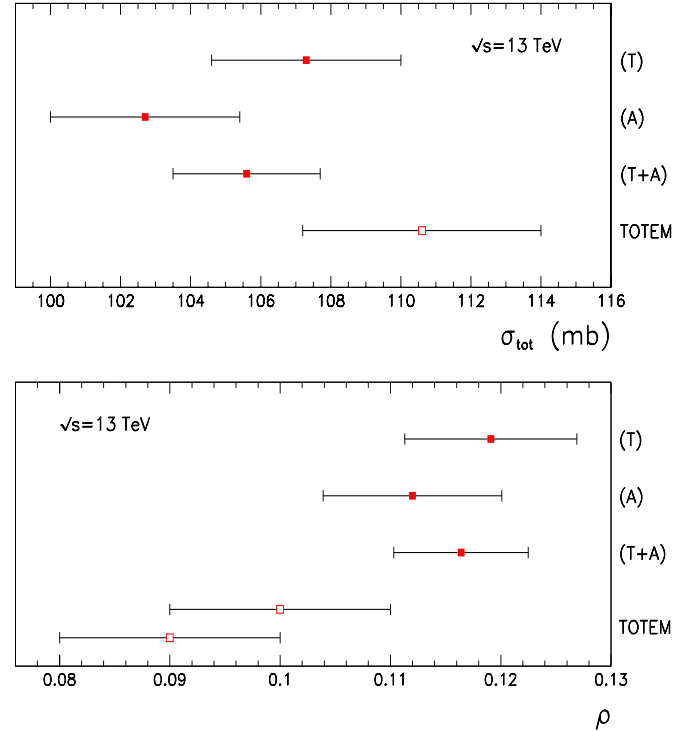 √s=13 TeV
(T)
(A)
(T+A)
TOTEM
100 102 104 106 108 110 112 114 116
σtot (mb)
√s=13 TeV
(T)
(A)
(T+A)
TOTEM
0.08 0.09 0.1 0.11 0.12 0.13
ρ